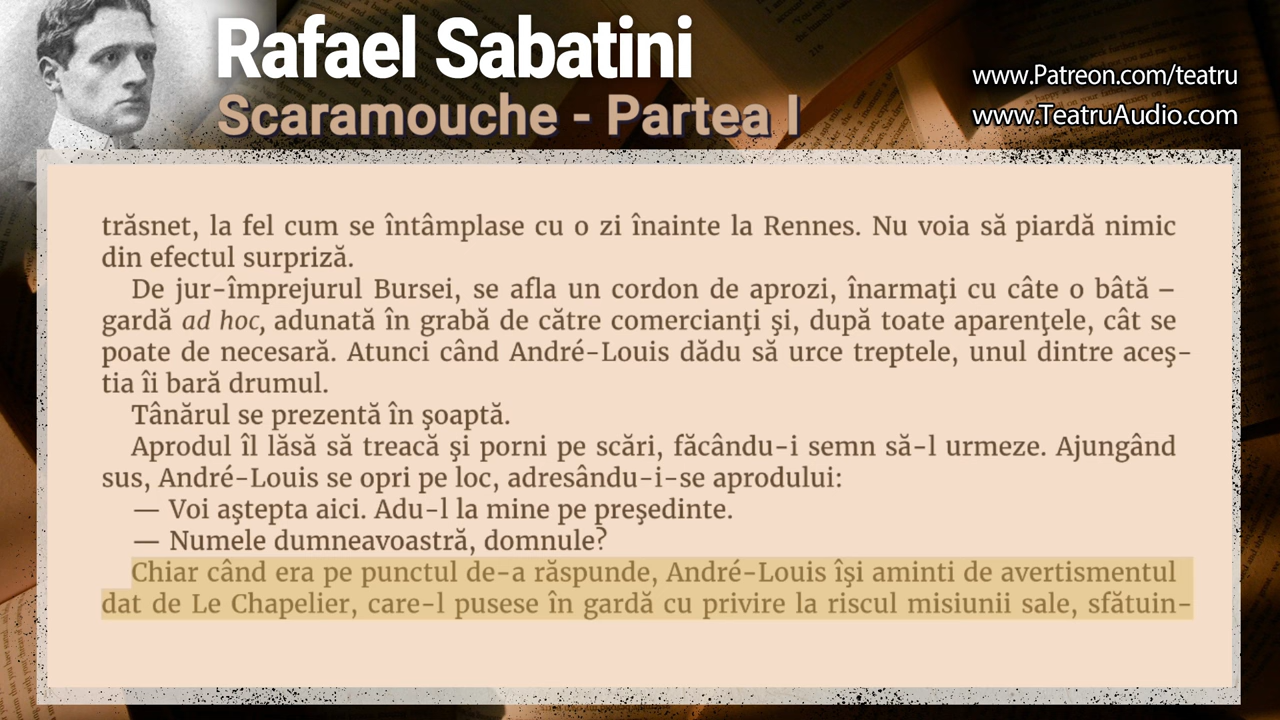 Rafael Sabatini
Scaramouche - Partea I
www.Patreon.com/teatru
www.TeatruAudio.com
trăsnet, la fel cum se întâmplase cu o zi înainte la Rennes. Nu voia să piardă nimic
din efectul surpriză.
De jur-împrejurul Bursei, se afla un cordon de aprozi, înarmaţi cu câte o bâtă –
gardă ad hoc, adunată în grabă de către comercianţi şi, după toate aparenţele, cât se
poate de necesară. Atunci când André-Louis dădu să urce treptele, unul dintre aceş-
tia îi bară drumul.
Tânărul se prezentă în şoaptă.
Aprodul îl lăsă să treacă şi porni pe scări, făcându-i semn să-l urmeze. Ajungând
sus, André-Louis se opri pe loc, adresându-i-se aprodului:
— Voi aştepta aici. Adu-l la mine pe preşedinte.
— Numele dumneavoastră, domnule?
Chiar când era pe punctul de-a răspunde, André-Louis îşi aminti de avertismentul
dat de Le Chapelier, care-l pusese în gardă cu privire la riscul misiunii sale, sfătuin-